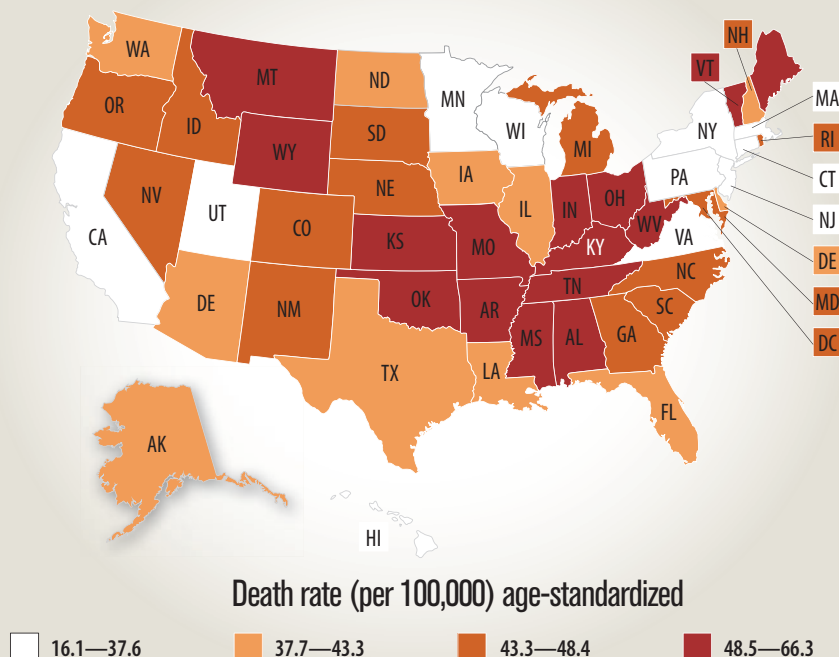 NH
WA
VT
MT
ND
MN
MA
OR
ID
SD
WI
NY
RI
MI
WY
CT
IA
PA
NE
NV
IL
IN
OH
UT
CO
NJ
WV
CA
KS
MO
KY
VA
DE
NC
TN
OK
DE
NM
AR
MD
SC
MS
AL
GA
DC
TX
LA
FL
AK
HI
Death rate (per 100,000) age-standardized
16.1—37.6 37.7—43.3 43.3—48.4 48.5—66.3